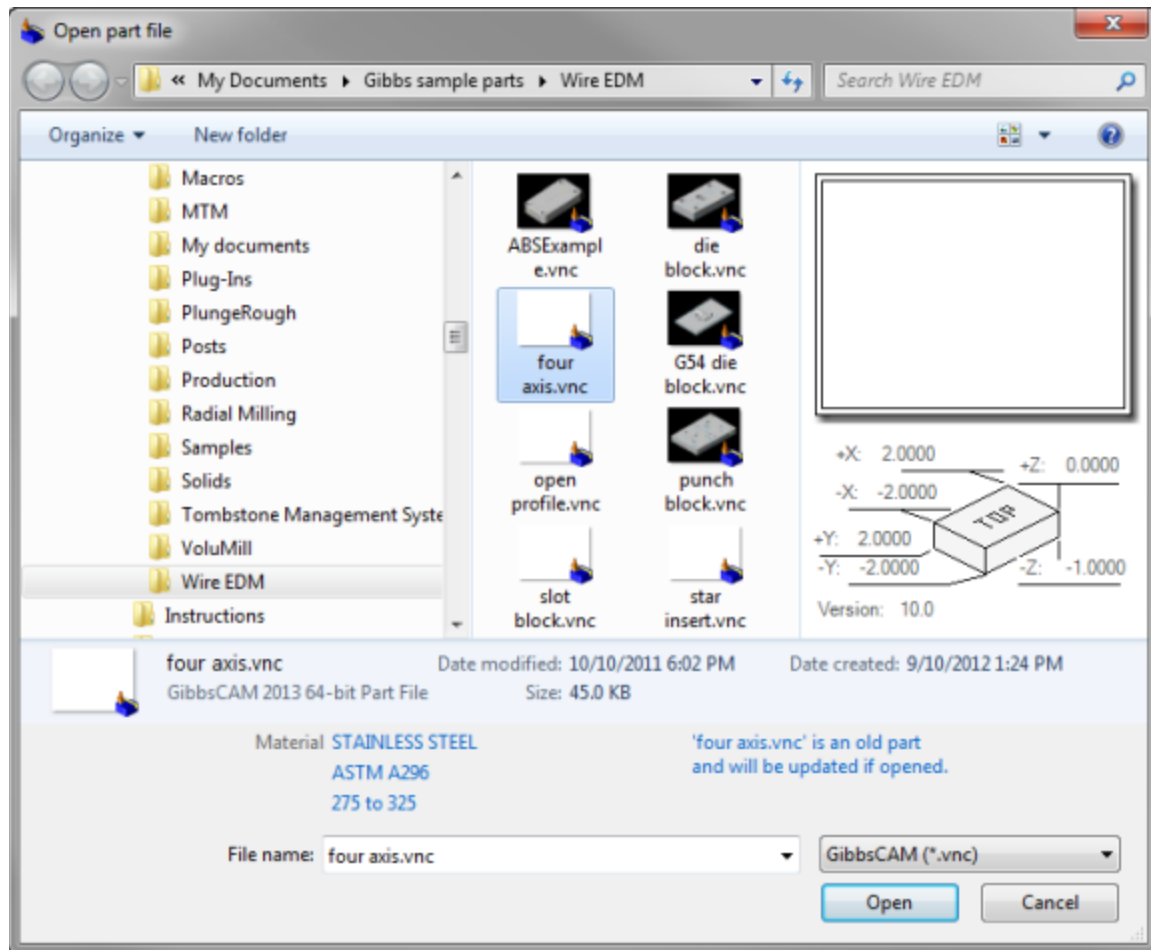 Open part file
« My Documents ▸ Gibbs sample parts ▸ Wire EDM
Search Wire EDM
Organize
New folder
Macros
MTM
My documents
Plug-Ins
PlungeRough
Posts
Production
Radial Milling
Samples
Solids
Tombstone Management Syste
VoluMill
Wire EDM
Instructions
ABSExampl
e.vnc
die
block.vnc
four
axis.vnc
G54 die
block.vnc
open
profile.vnc
punch
block.vnc
slot
block.vnc
star
insert.vnc
+X: 2.0000
+Z: 0.0000
-X: -2.0000
TOP
+Y: 2.0000
-Y: -2.0000
-Z: -1.0000
Version: 10.0
four axis.vnc
Date modified: 10/10/2011 6:02 PM
Date created: 9/10/2012 1:24 PM
GibbsCAM 2013 64-bit Part File
Size: 45.0 KB
Material STAINLESS STEEL
ASTM A296
275 to 325
'four axis.vnc' is an old part
and will be updated if opened.
File name: four axis.vnc
GibbsCAM (*.vnc)
Open
Cancel